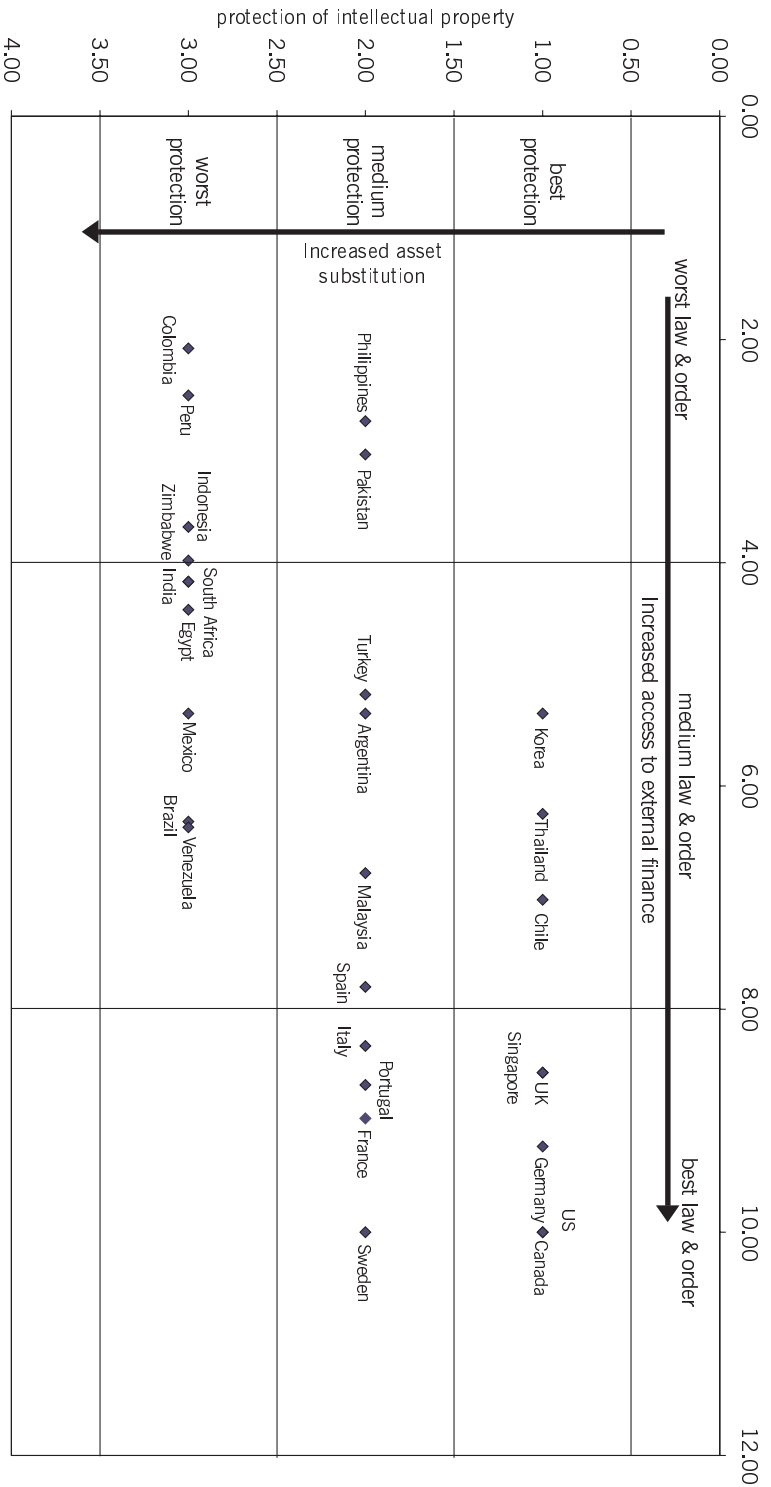 protection of intellectual property
0.00
2.00
4.00
6.00
8.00
10.00
12.00
worst law & order
medium law & order
best law & order
0.00
0.50
1.00
1.50
2.00
2.50
3.00
3.50
4.00
Increased access to external finance
Increased asset
substitution
best
protection
medium
protection
worst
protection
Korea
Thailand
Chile
UK
Singapore
Germany
US
Canada
Philippines
Pakistan
Turkey
Argentina
Malaysia
Spain
Italy
Portugal
France
Sweden
Colombia
Peru
Indonesia
Zimbabwe
India
South Africa
Egypt
Mexico
Brazil
Venezuela